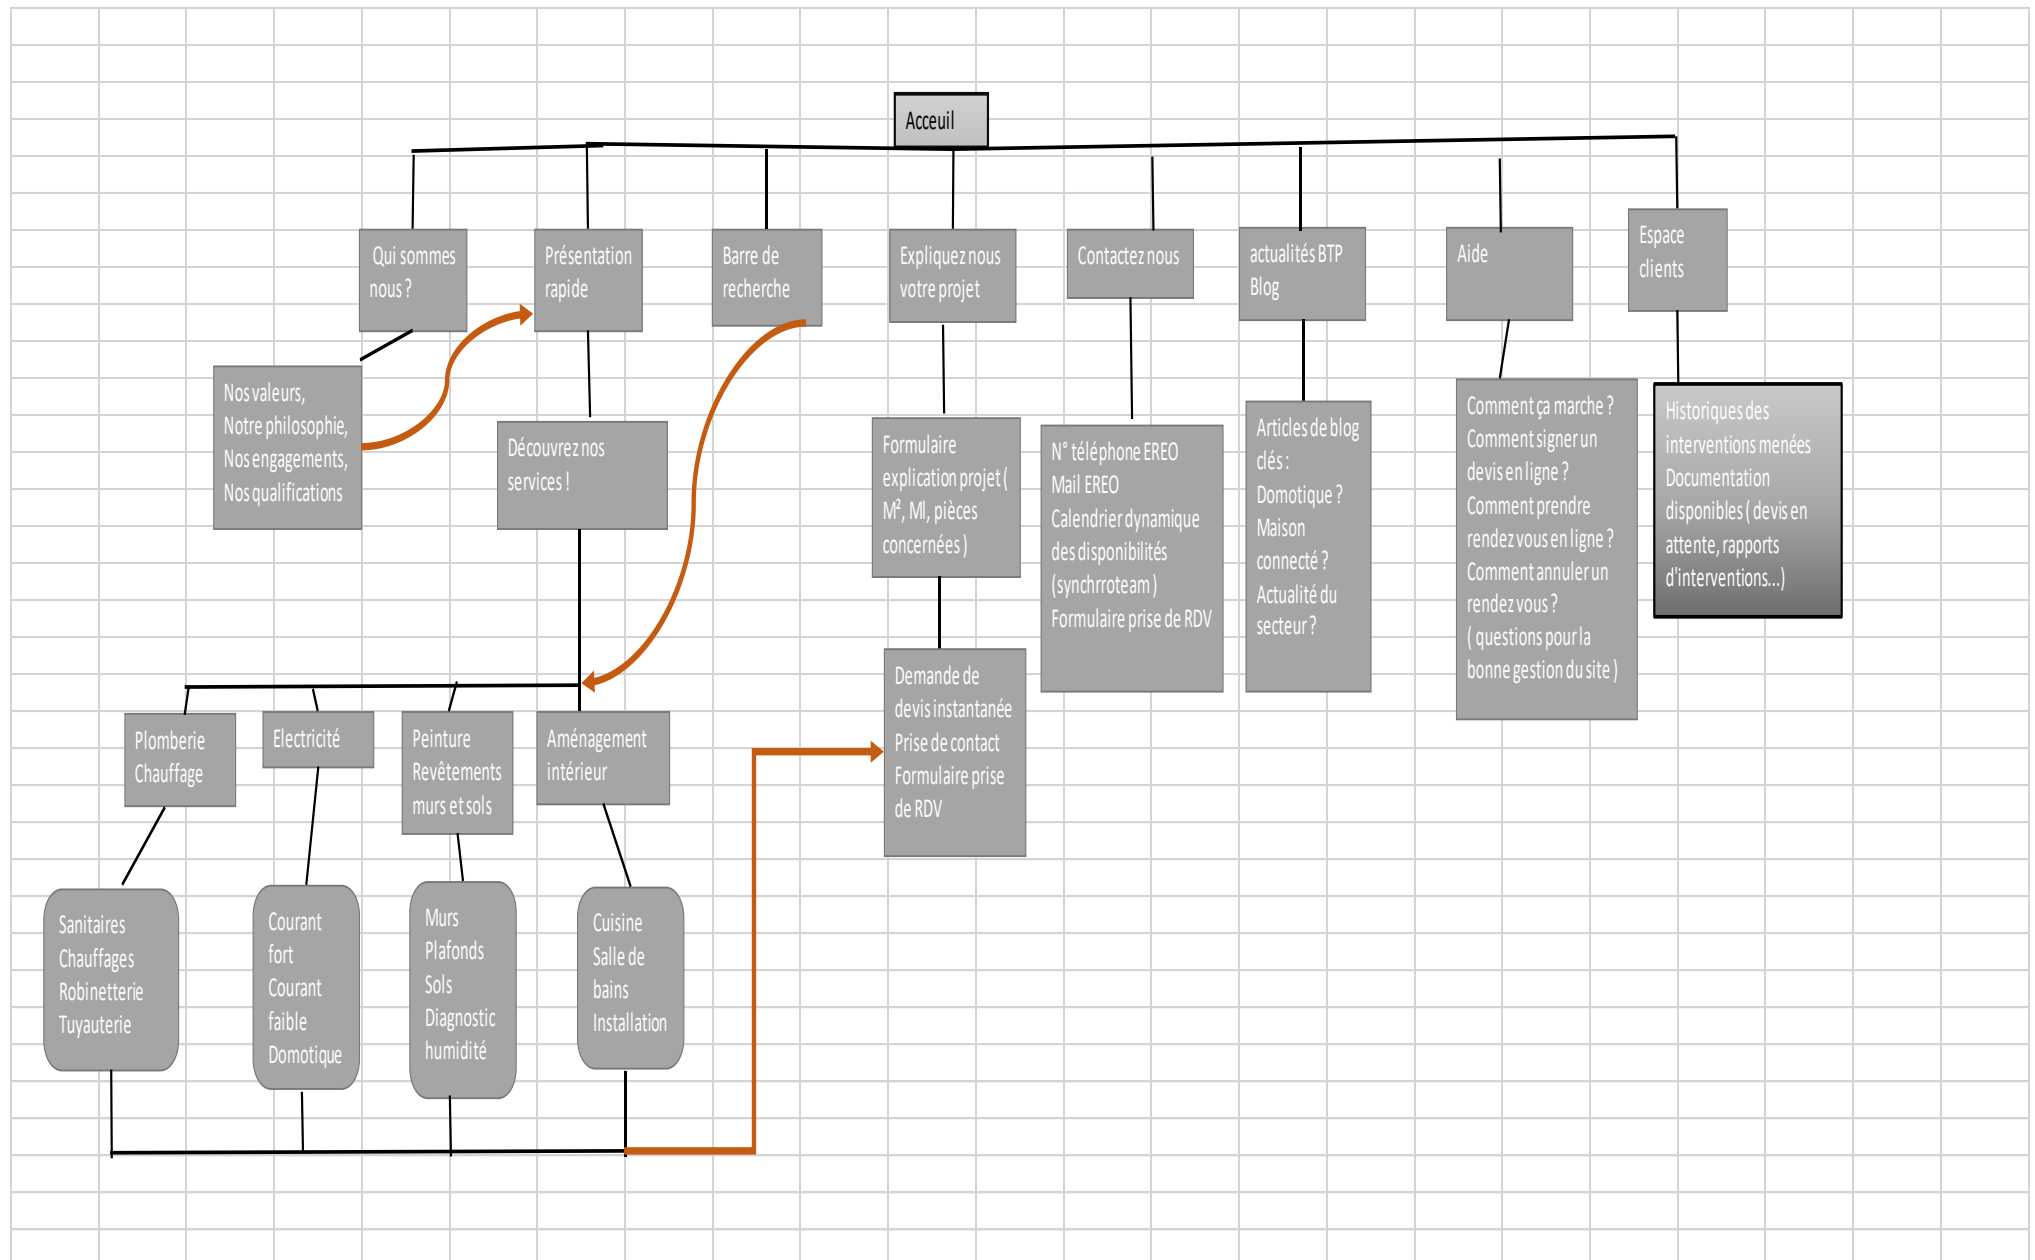 Acceuil
Qui sommes
nous ?
Présentation
rapide
Barre de
recherche
Expliquez nous
votre projet
Contactez nous
actualités BTP
Blog
Aide
Espace
clients
Nos valeurs,
Notre philosophie,
Nos engagements,
Nos qualifications
Découvrez nos
services !
Formulaire
explication projet (
M², Ml, pièces
concernées )
N° téléphone EREO
Mail EREO
Calendrier dynamique
des disponibilités
(synchrroteam )
Formulaire prise de RDV
Articles de blog
clés :
Domotique ?
Maison
connecté ?
Actualité du
secteur ?
Comment ça marche ?
Comment signer un
devis en ligne ?
Comment prendre
rendez vous en ligne ?
Comment annuler un
rendez vous ?
( questions pour la
bonne gestion du site )
Historiques des
interventions menées
Documentation
disponibles ( devis en
attente, rapports
d'interventions...)
Demande de
devis instantanée
Prise de contact
Formulaire prise
de RDV
Plomberie
Chauffage
Electricité
Peinture
Revêtements
murs et sols
Aménagement
intérieur
Sanitaires
Chauffages
Robinetterie
Tuyauterie
Courant
fort
Courant
faible
Domotique
Murs
Plafonds
Sols
Diagnostic
humidité
Cuisine
Salle de
bains
Installation